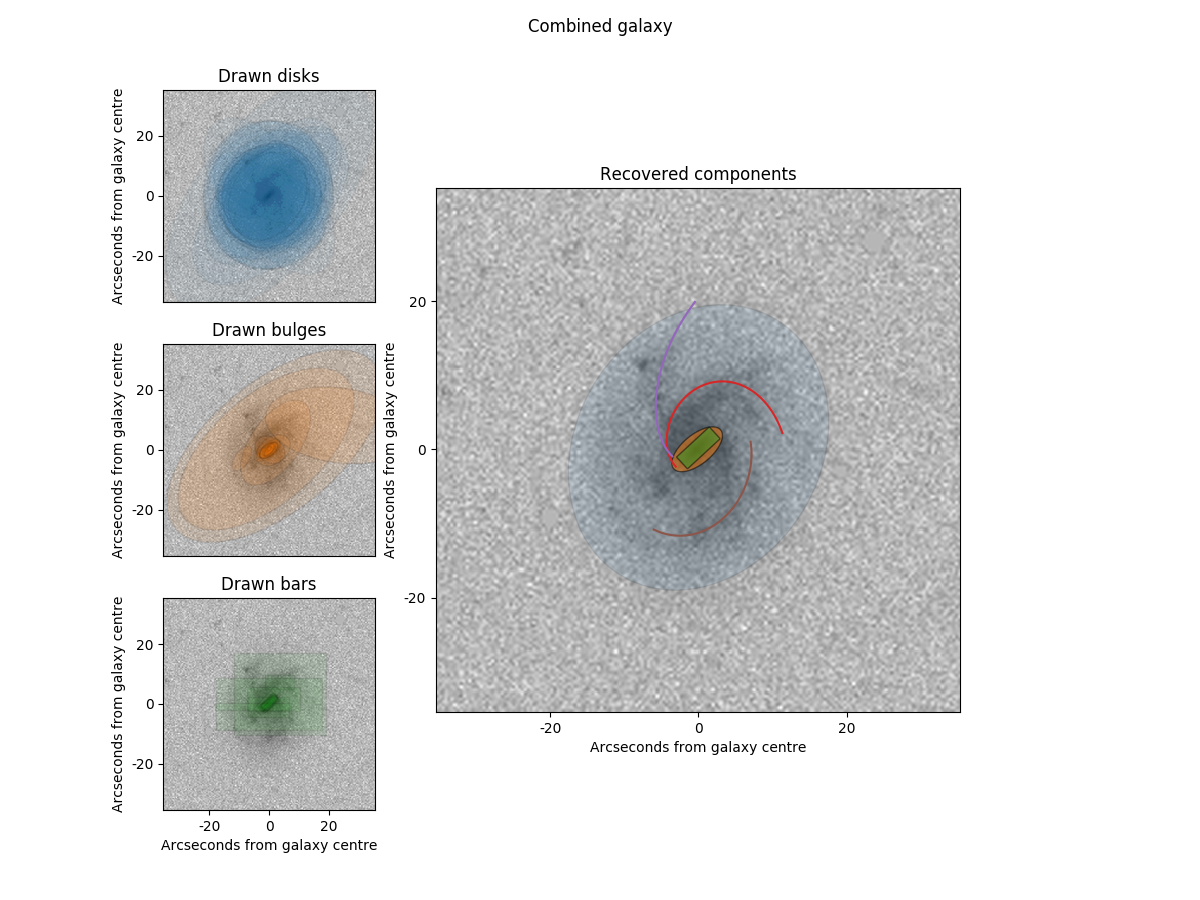 Combined galaxy
Drawn disks
Arcseconds from galaxy centre
20
0
-20
Drawn bulges
Arcseconds from galaxy centre
20
0
-20
Drawn bars
Arcseconds from galaxy centre
20
0
-20
-20 0 20
Arcseconds from galaxy centre
Recovered components
Arcseconds from galaxy centre
20
0
-20
-20 0 20
Arcseconds from galaxy centre